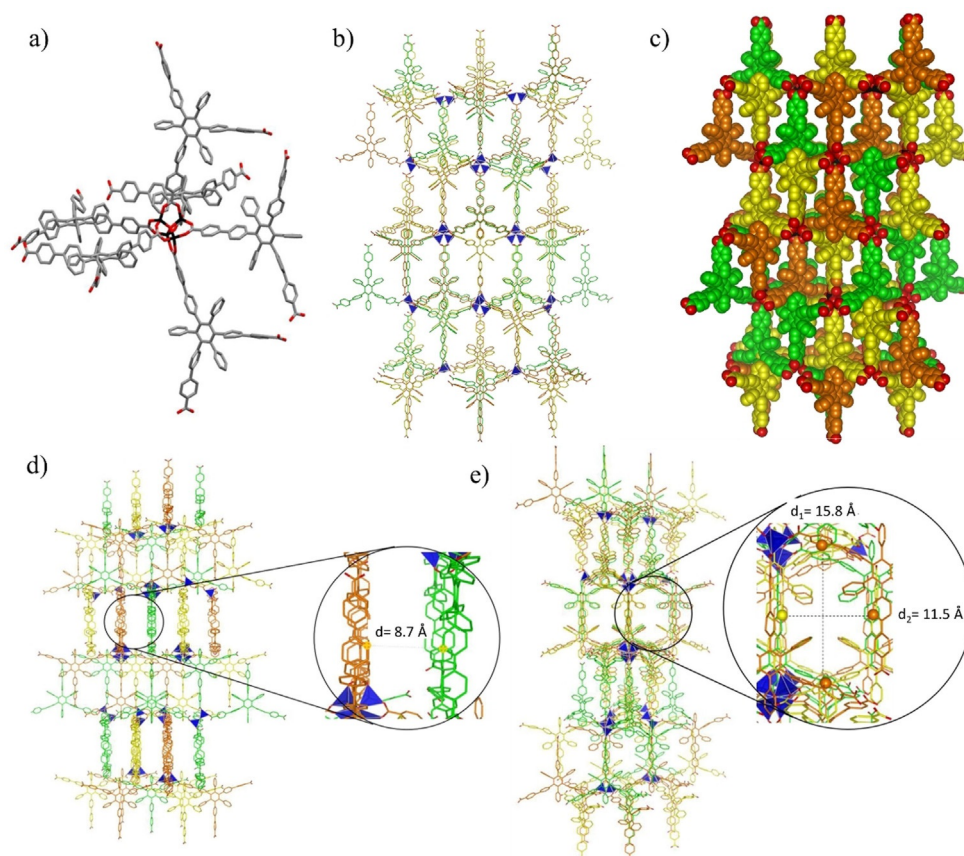 a)
b)
c)
d)
d= 8.7 Å
e)
d₁= 15.8 Å
d₂= 11.5 Å